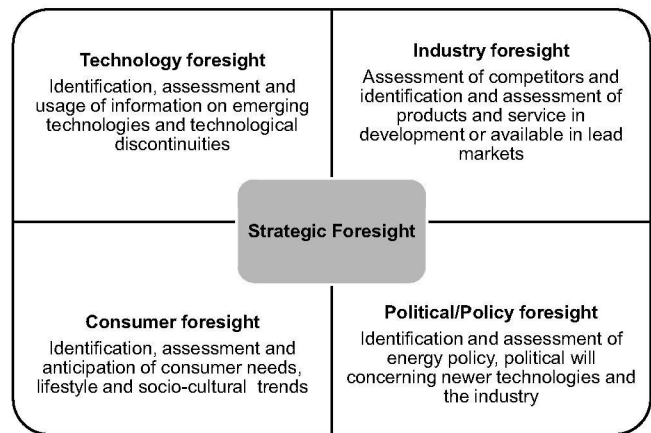 Technology foresight
Identification, assessment and
usage of information on emerging
technologies and technological
discontinuities
Industry foresight
Assessment of competitors and
identification and assessment of
products and service in
development or available in lead
markets
Strategic Foresight
Consumer foresight
Identification, assessment and
anticipation of consumer needs,
lifestyle and socio-cultural trends
Political/Policy foresight
Identification and assessment of
energy policy, political will
concerning newer technologies and
the industry